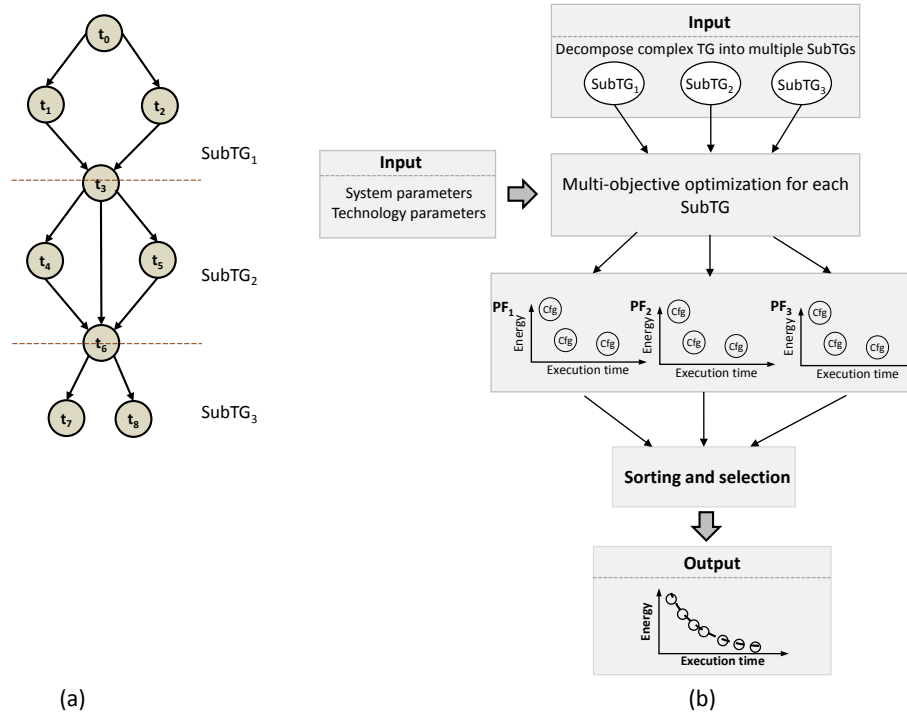 t0
t1
t2
SubTG1
t3
t4
t5
SubTG2
t6
t7
t8
SubTG3
(a)
Input
Decompose complex TG into multiple SubTGs
SubTG1
SubTG2
SubTG3
Input
System parameters
Technology parameters
Multi-objective optimization for each
SubTG
PF1
Energy
Cfg
Cfg
Cfg
Execution time
PF2
Energy
Cfg
Cfg
Cfg
Execution time
PF3
Energy
Cfg
Cfg
Cfg
Execution time
Sorting and selection
Output
Energy
Execution time
(b)